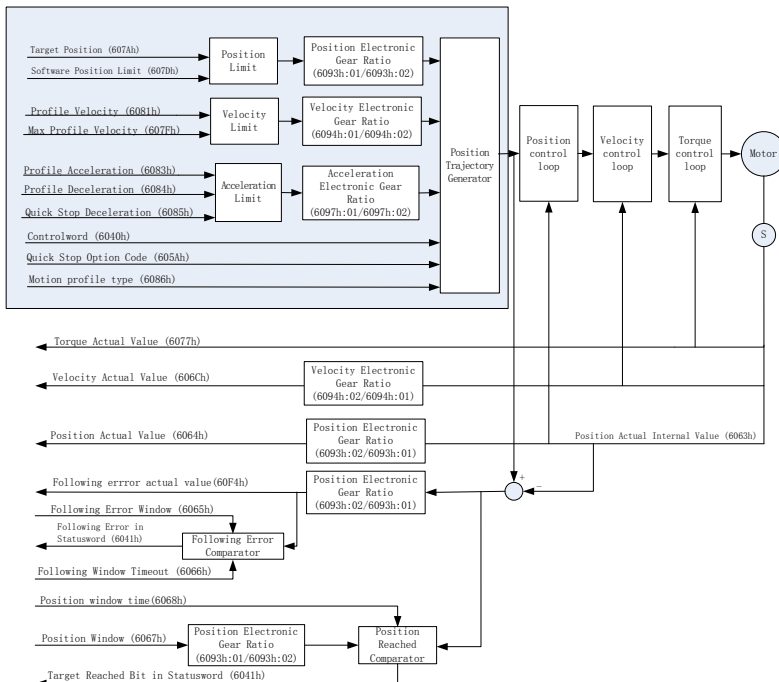 Target Position (607Ah)
Software Position Limit (607Dh)
Position
Limit
Position Electronic
Gear Ratio
(6093h:01/6093h:02)
Profile Velocity (6081h)
Max Profile Velocity (607Fh)
Velocity
Limit
Velocity Electronic
Gear Ratio
(6094h:01/6094h:02)
Profile Acceleration (6083h)
Profile Deceleration (6084h)
Quick Stop Deceleration (6085h)
Acceleration
Limit
Acceleration
Electronic Gear
Ratio
(6097h:01/6097h:02)
Controlword (6040h)
Quick Stop Option Code (605Ah)
Motion profile type (6086h)
Position
Trajectory
Generator
Position
control
loop
Velocity
control
loop
Torque
control
loop
Motor
S
Torque Actual Value (6077h)
Velocity Actual Value (606Ch)
Velocity Electronic
Gear Ratio
(6094h:02/6094h:01)
Position Actual Value (6064h)
Position Electronic
Gear Ratio
(6093h:02/6093h:01)
Position Actual Internal Value (6063h)
Following errror actual value(60F4h)
Position Electronic
Gear Ratio
(6093h:02/6093h:01)
+
−
Following Error Window (6065h)
Following Error in
Statusword (6041h)
Following Error
Comparator
Following Window Timeout (6066h)
Position window time(6068h)
Position Window (6067h)
Position Electronic
Gear Ratio
(6093h:01/6093h:02)
Position
Reached
Comparator
Target Reached Bit in Statusword (6041h)